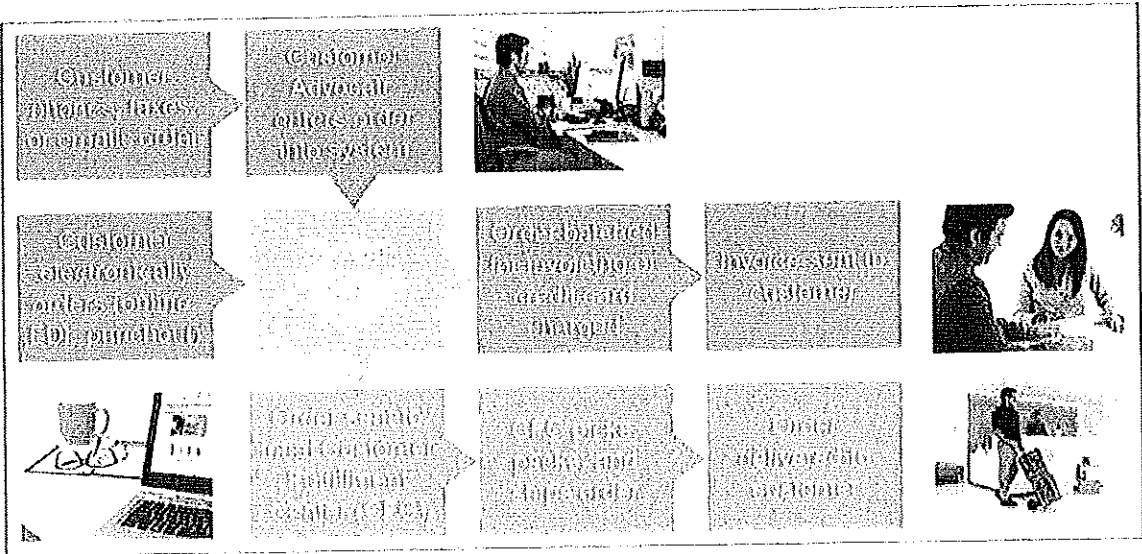 Customer
phones, faxes,
or emails order
Customer
Advocate
enters order
into system
Customer
electronically
orders (online,
EDI, punchout)
Order balanced
for invoicing or
credit card
charged
Invoice sent to
customer
Order sent to
local Customer
Fulfillment
Center (CFC)
CFC picks,
packs, and
ships order
Order
delivered to
customer